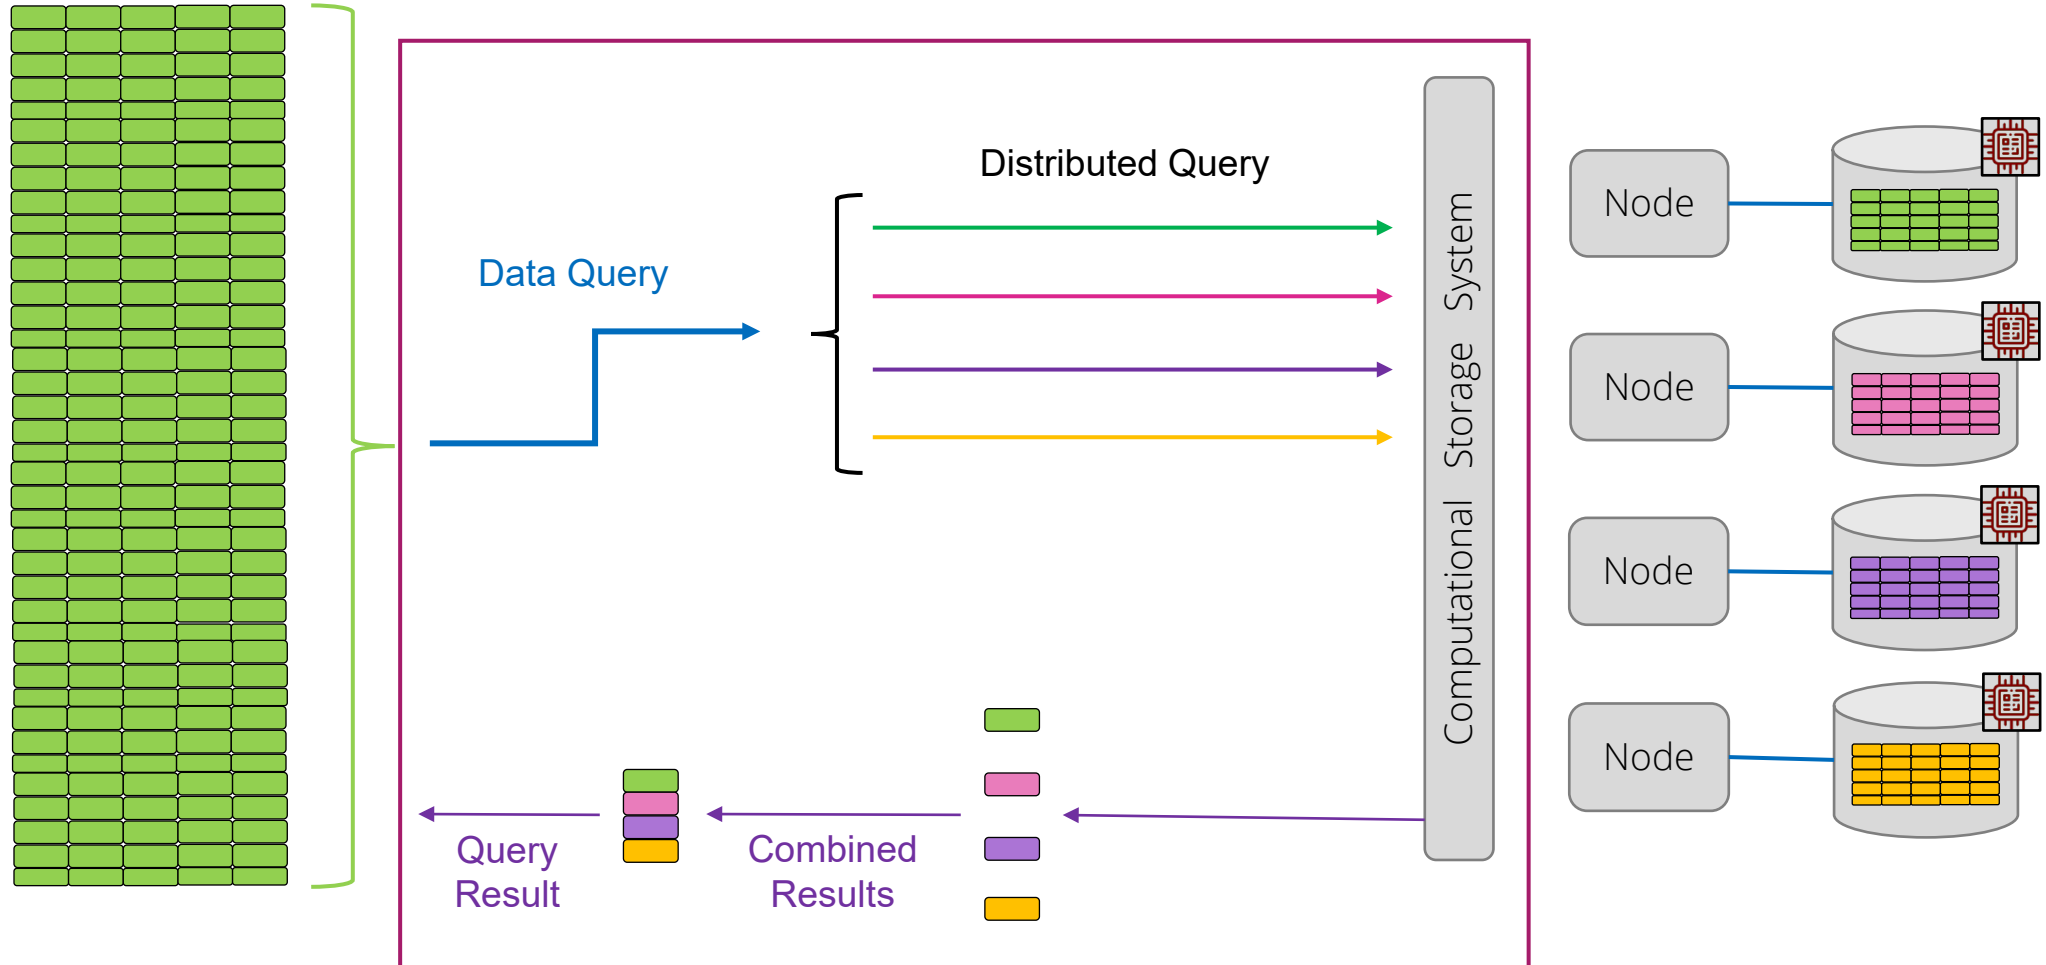 Distributed Query
Data Query
Computational Storage System
Node
Node
Node
Node
Query
Result
Combined
Results